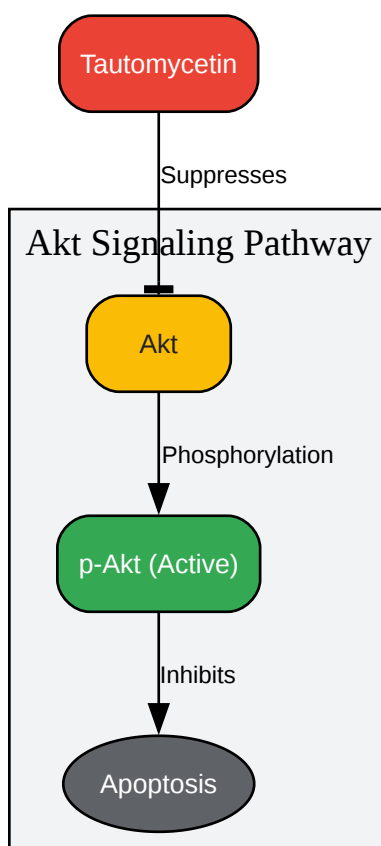 Tautomycetin
Suppresses
Akt Signaling Pathway
Akt
Phosphorylation
p-Akt (Active)
Inhibits
Apoptosis